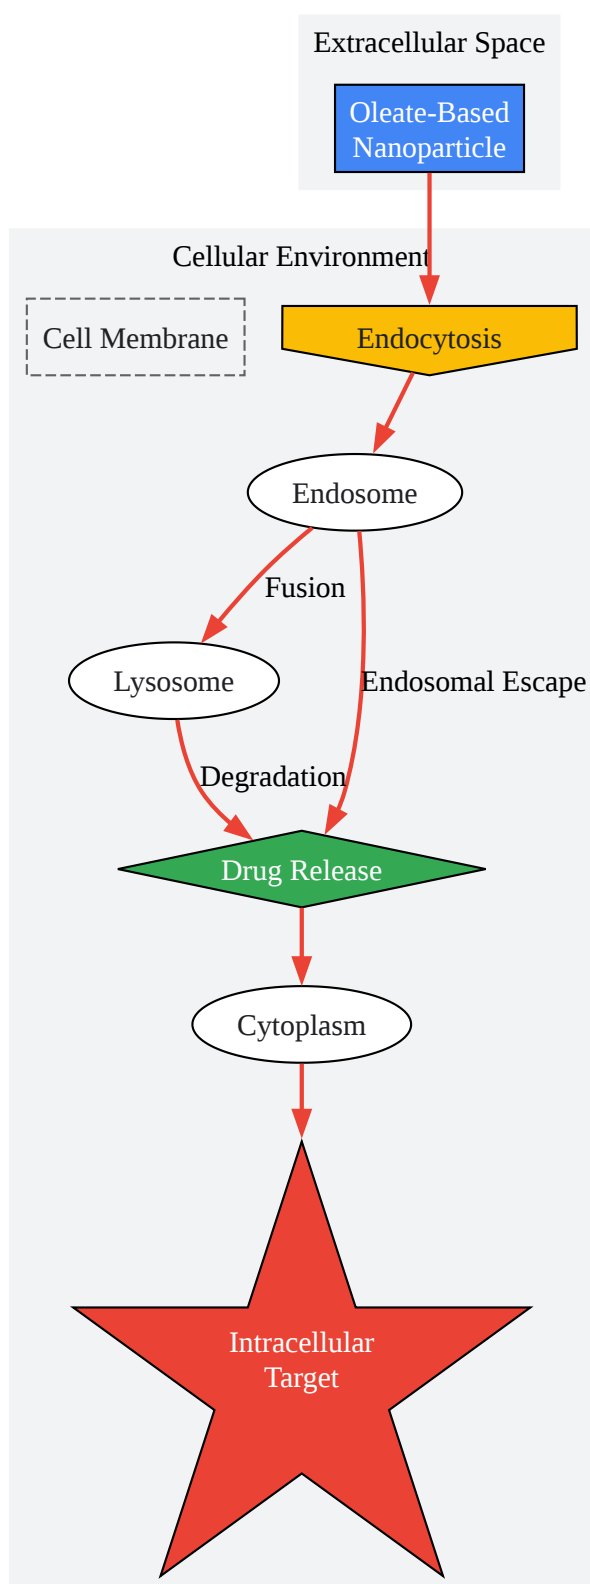 Extracellular Space
Oleate-Based
Nanoparticle
Cellular Environment
Cell Membrane
Endocytosis
Endosome
Fusion
Lysosome
Endosomal Escape
Degradation
Drug Release
Cytoplasm
Intracellular
Target